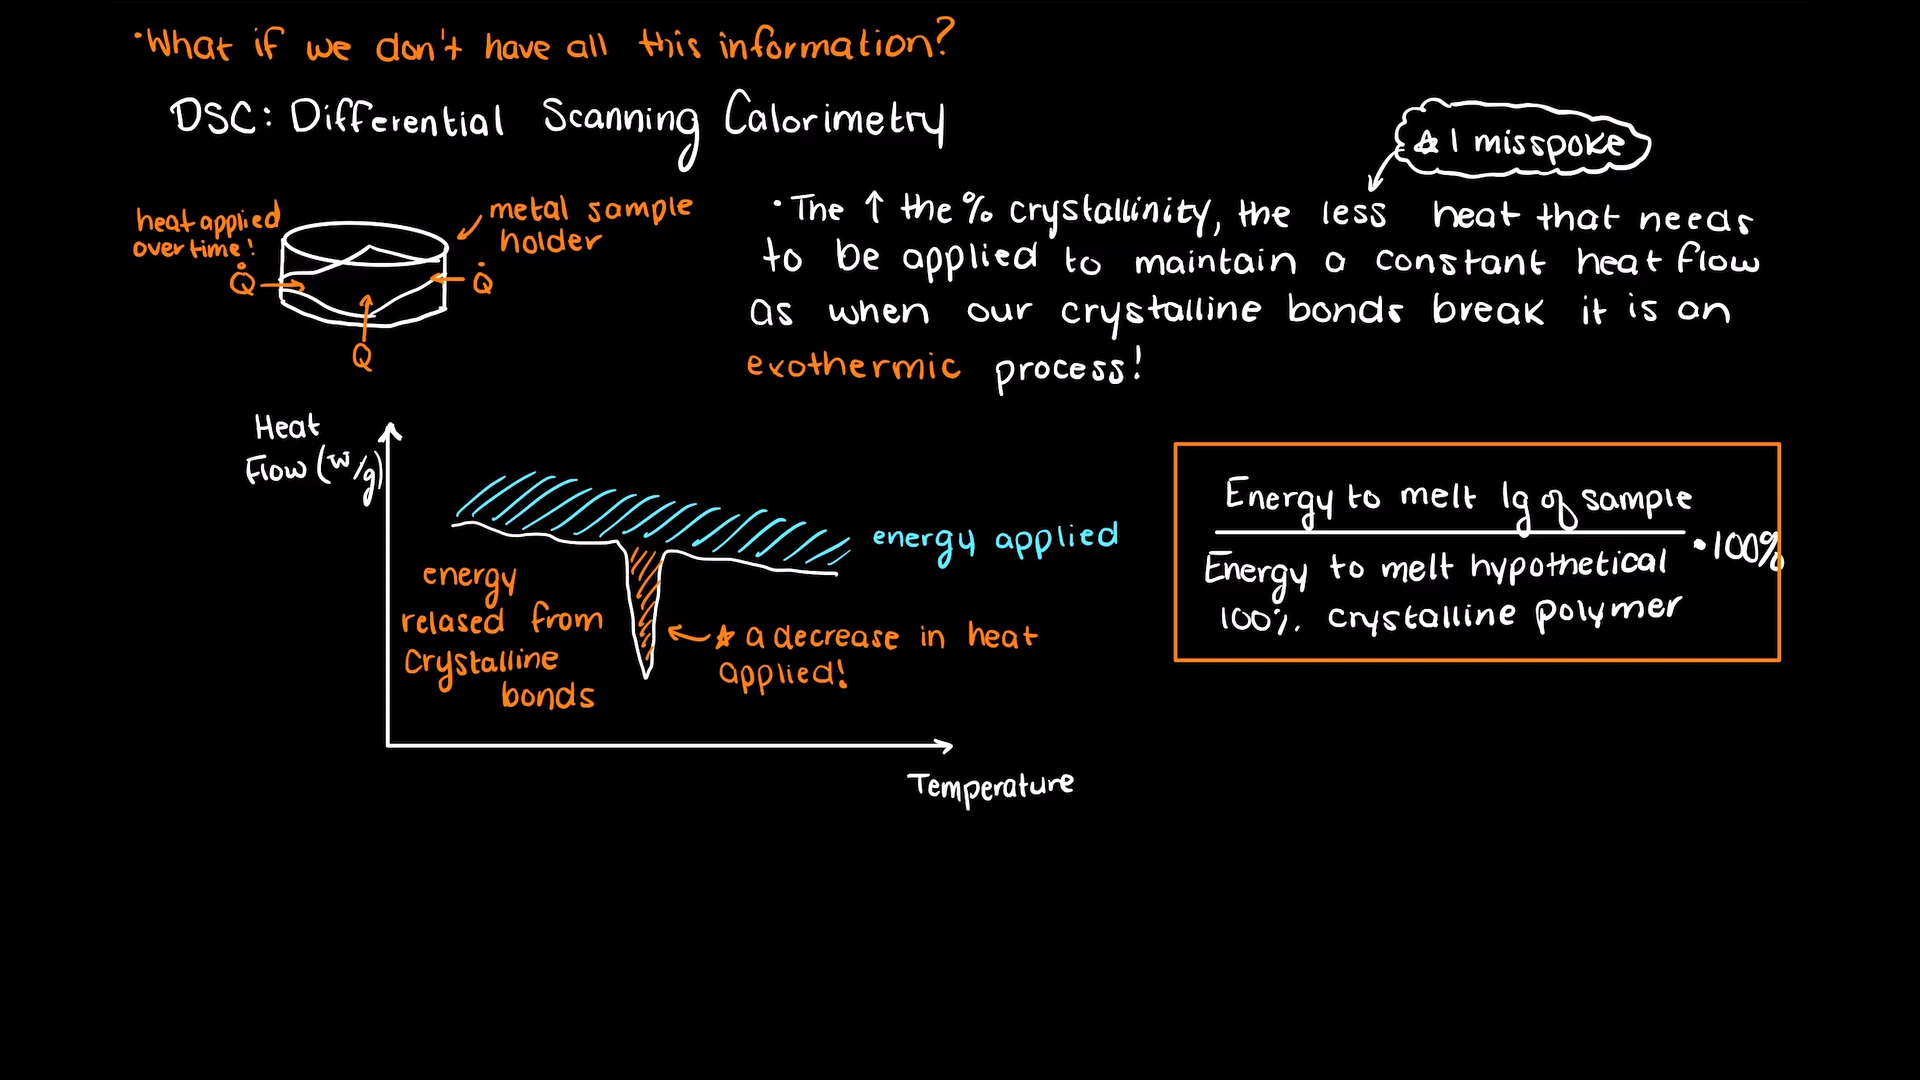 •What if we don't have all this information?
DSC: Differential Scanning Calorimetry
☆ I misspoke
heat applied
over time!
metal sample
holder
Q̇
Q̇
Q
•The ↑ the % crystallinity, the less heat that needs
to be applied to maintain a constant heat flow
as when our crystalline bonds break it is an
exothermic process!
Heat
Flow (W/g)
energy applied
energy
relased from
Crystalline
bonds
☆ a decrease in heat
applied!
Temperature
Energy to melt 1g of sample
Energy to melt hypothetical
100% crystalline polymer
• 100%